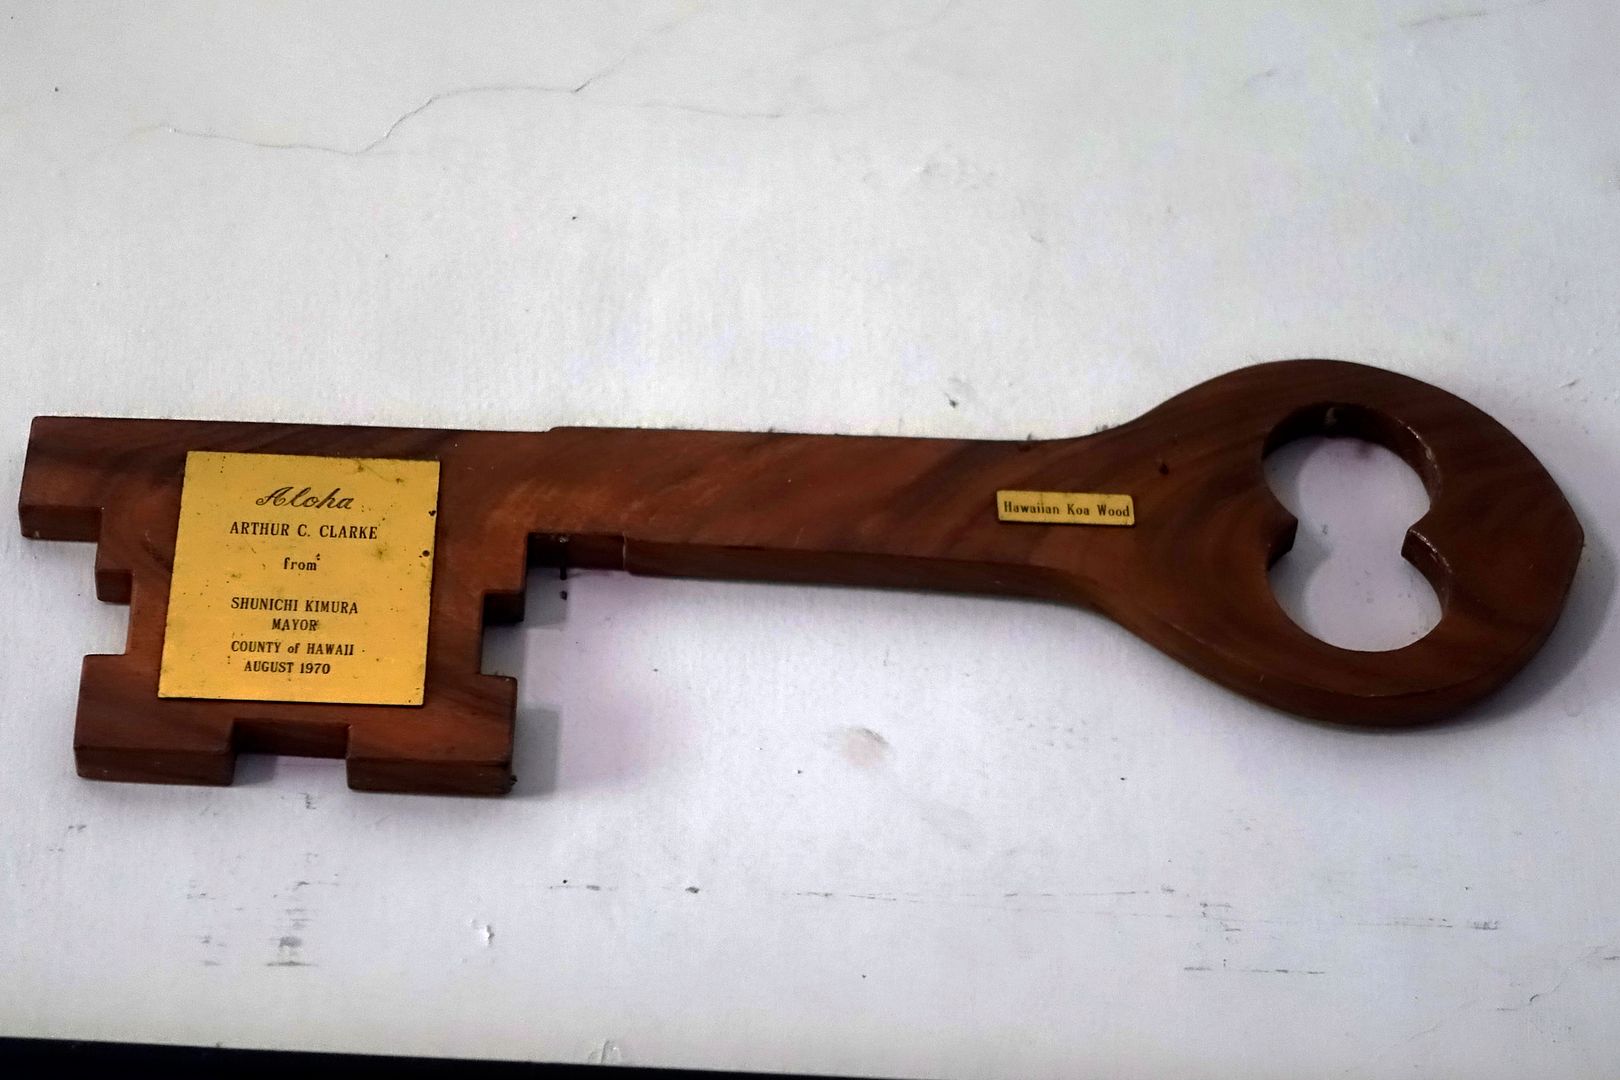 Aloha
ARTHUR C. CLARKE
from
SHUNICHI KIMURA
MAYOR
COUNTY of HAWAII
AUGUST 1970
Hawaiian Koa Wood